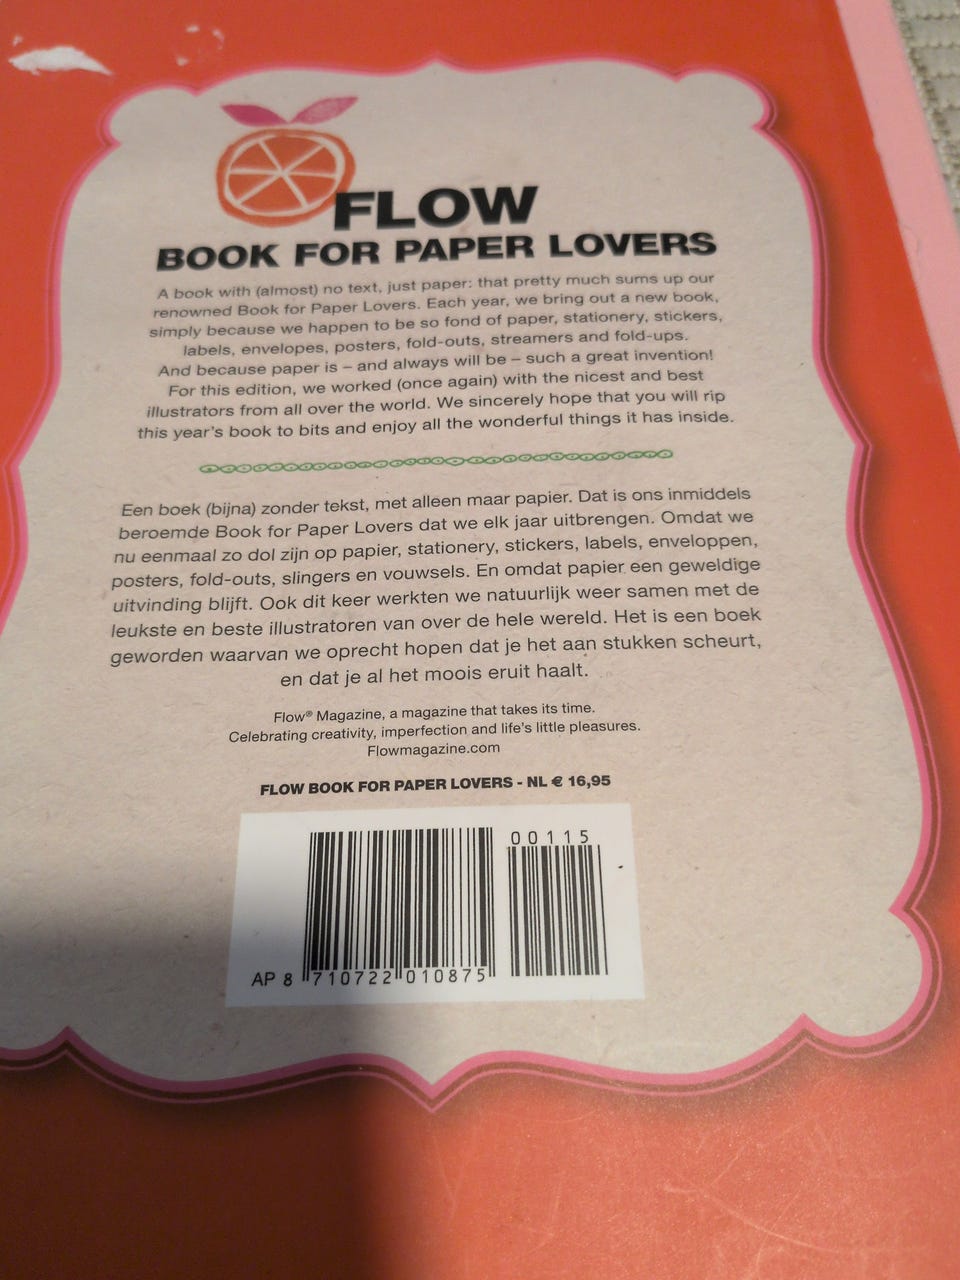 FLOW
BOOK FOR PAPER LOVERS
A book with (almost) no text, just paper: that pretty much sums up our
renowned Book for Paper Lovers. Each year, we bring out a new book,
simply because we happen to be so fond of paper, stationery, stickers,
labels, envelopes, posters, fold-outs, streamers and fold-ups.
And because paper is – and always will be – such a great invention!
For this edition, we worked (once again) with the nicest and best
illustrators from all over the world. We sincerely hope that you will rip
this year's book to bits and enjoy all the wonderful things it has inside.
Een boek (bijna) zonder tekst, met alleen maar papier. Dat is ons inmiddels
beroemde Book for Paper Lovers dat we elk jaar uitbrengen. Omdat we
nu eenmaal zo dol zijn op papier, stationery, stickers, labels, enveloppen,
posters, fold-outs, slingers en vouwsels. En omdat papier een geweldige
uitvinding blijft. Ook dit keer werkten we natuurlijk weer samen met de
leukste en beste illustratoren van over de hele wereld. Het is een boek
geworden waarvan we oprecht hopen dat je het aan stukken scheurt,
en dat je al het moois eruit haalt.
Flow® Magazine, a magazine that takes its time.
Celebrating creativity, imperfection and life's little pleasures.
Flowmagazine.com
FLOW BOOK FOR PAPER LOVERS - NL € 16,95
00115
AP 8 710722 010875